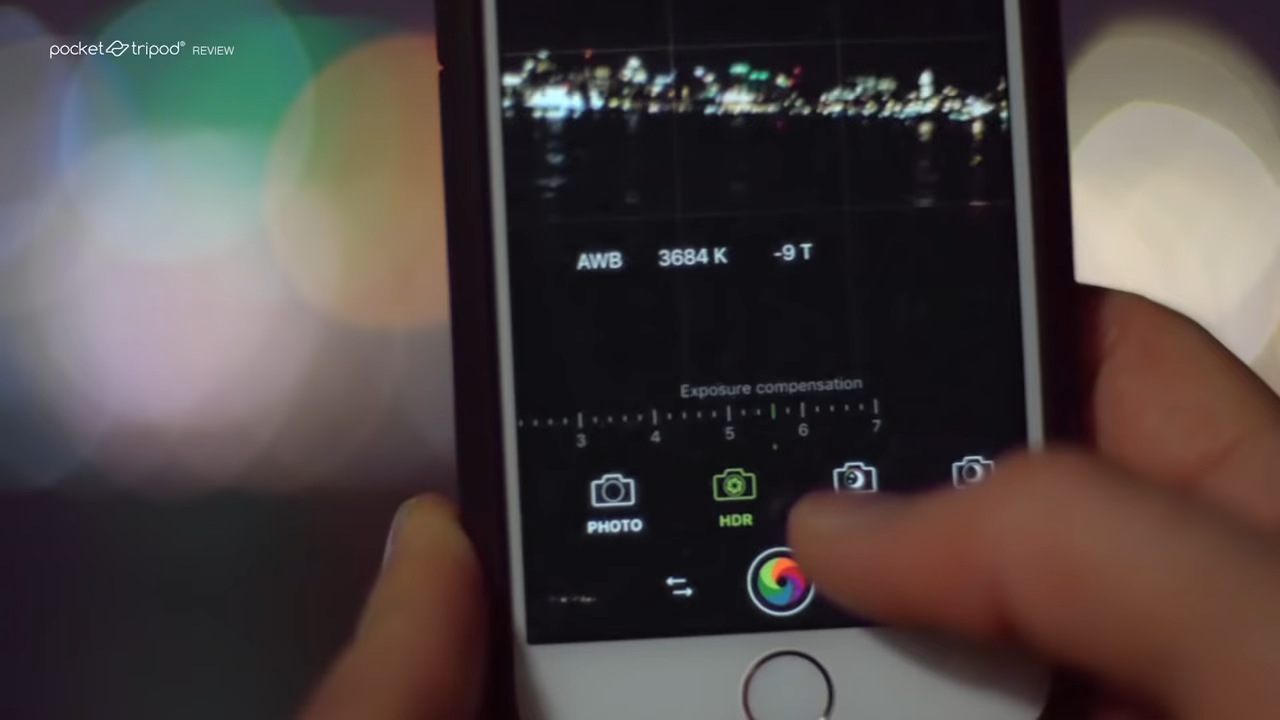 pocket tripod® REVIEW
AWB 3684 K -9 T
Exposure compensation
3 4 5 6 7
PHOTO HDR